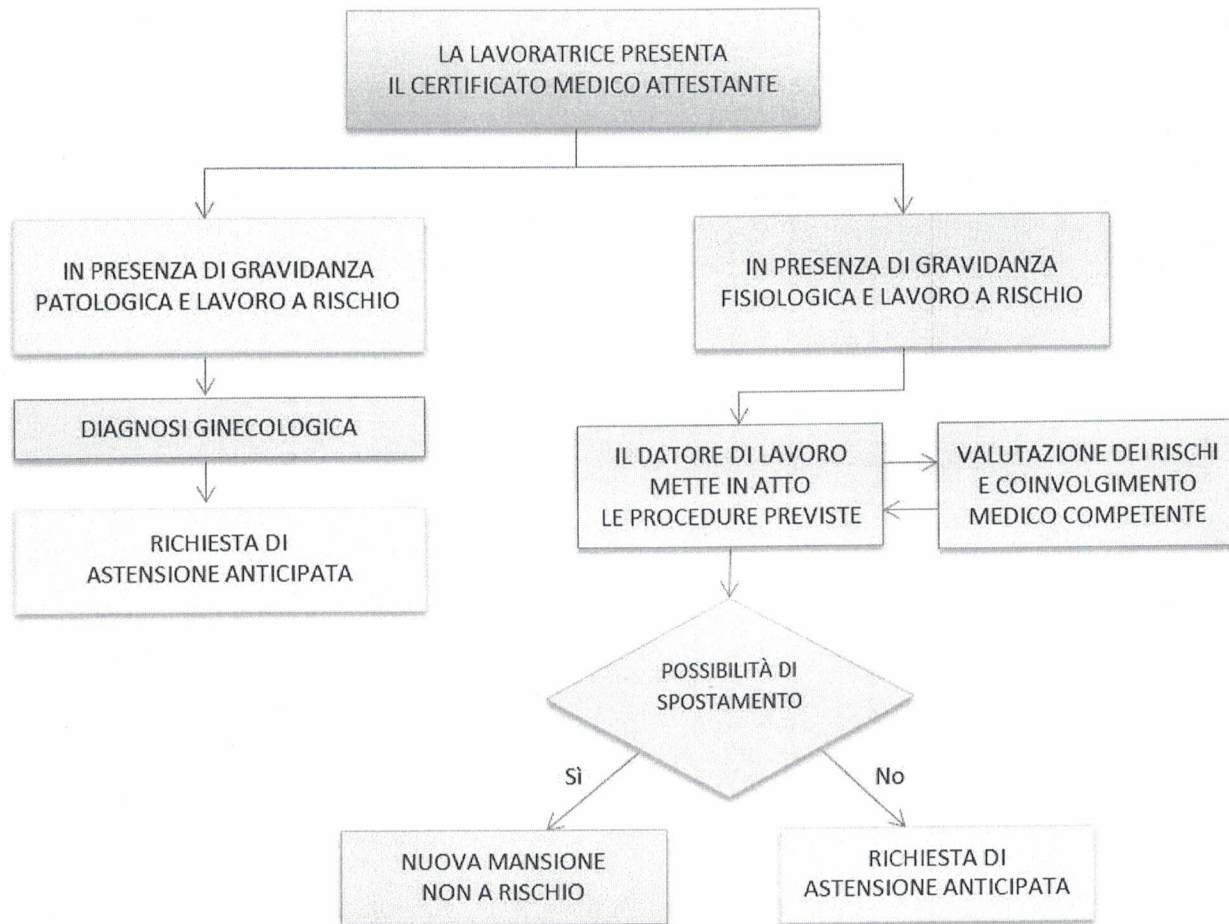 LA LAVORATRICE PRESENTA
IL CERTIFICATO MEDICO ATTESTANTE
IN PRESENZA DI GRAVIDANZA
PATOLOGICA E LAVORO A RISCHIO
IN PRESENZA DI GRAVIDANZA
FISIOLOGICA E LAVORO A RISCHIO
DIAGNOSI GINECOLOGICA
RICHIESTA DI
ASTENSIONE ANTICIPATA
IL DATORE DI LAVORO
METTE IN ATTO
LE PROCEDURE PREVISTE
VALUTAZIONE DEI RISCHI
E COINVOLGIMENTO
MEDICO COMPETENTE
POSSIBILITÀ DI
SPOSTAMENTO
Sì
No
NUOVA MANSIONE
NON A RISCHIO
RICHIESTA DI
ASTENSIONE ANTICIPATA